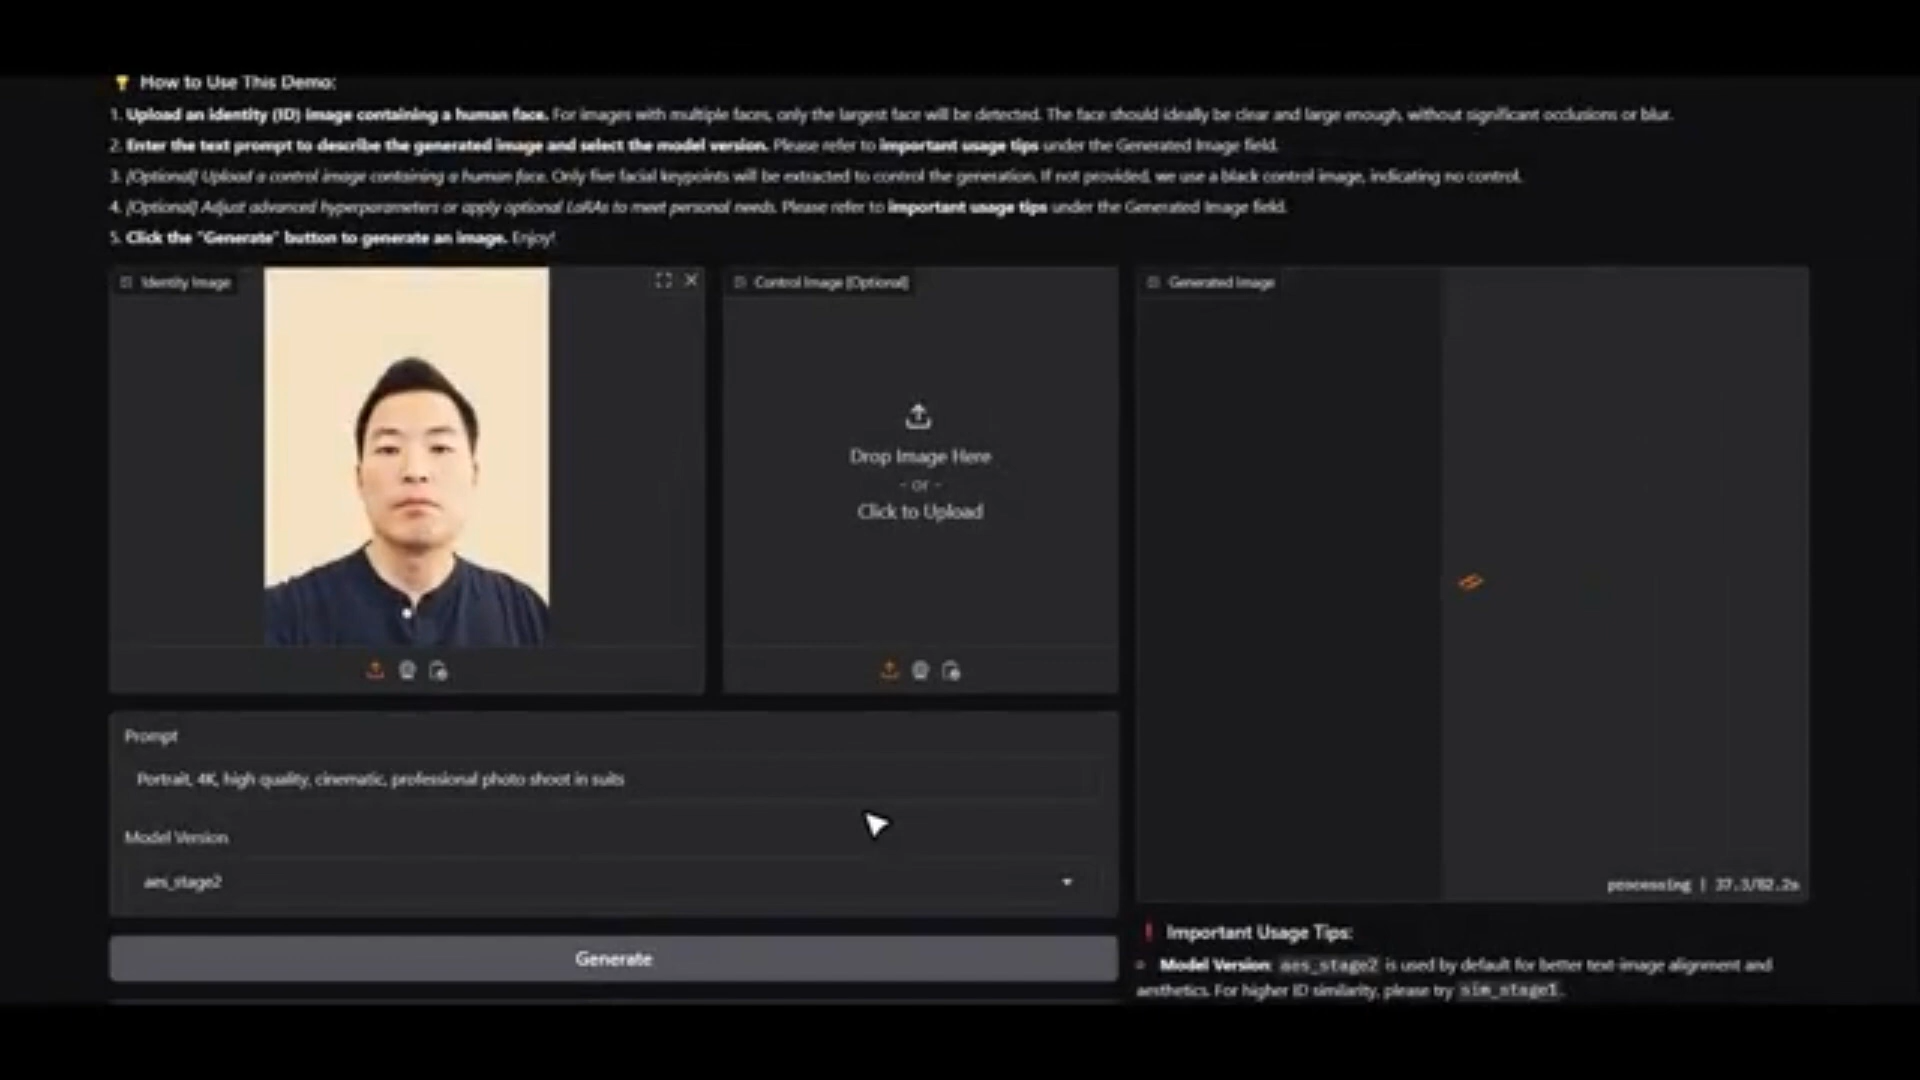 How to Use This Demo:
1. Upload an identity (ID) image containing a human face. For images with multiple faces, only the largest face will be detected. The face should ideally be clear and large enough, without significant occlusions or blur.
2. Enter the text prompt to describe the generated image and select the model version. Please refer to important usage tips under the Generated Image field.
3. [Optional] Upload a control image containing a human face. Only five facial keypoints will be extracted to control the generation. If not provided, we use a black control image, indicating no control.
4. [Optional] Adjust advanced hyperparameters or apply optional LoRAs to meet personal needs. Please refer to important usage tips under the Generated Image field.
5. Click the "Generate" button to generate an image. Enjoy!
Identity Image
Control Image [Optional]
Generated Image
Drop Image Here
- or -
Click to Upload
Prompt
Portrait, 4K, high quality, cinematic, professional photo shoot in suits
Model Version
aes_stage2
processing | 37.3/82.2s
Generate
Important Usage Tips:
Model Version: aes_stage2 is used by default for better text-image alignment and
aesthetics. For higher ID similarity, please try sim_stage1.